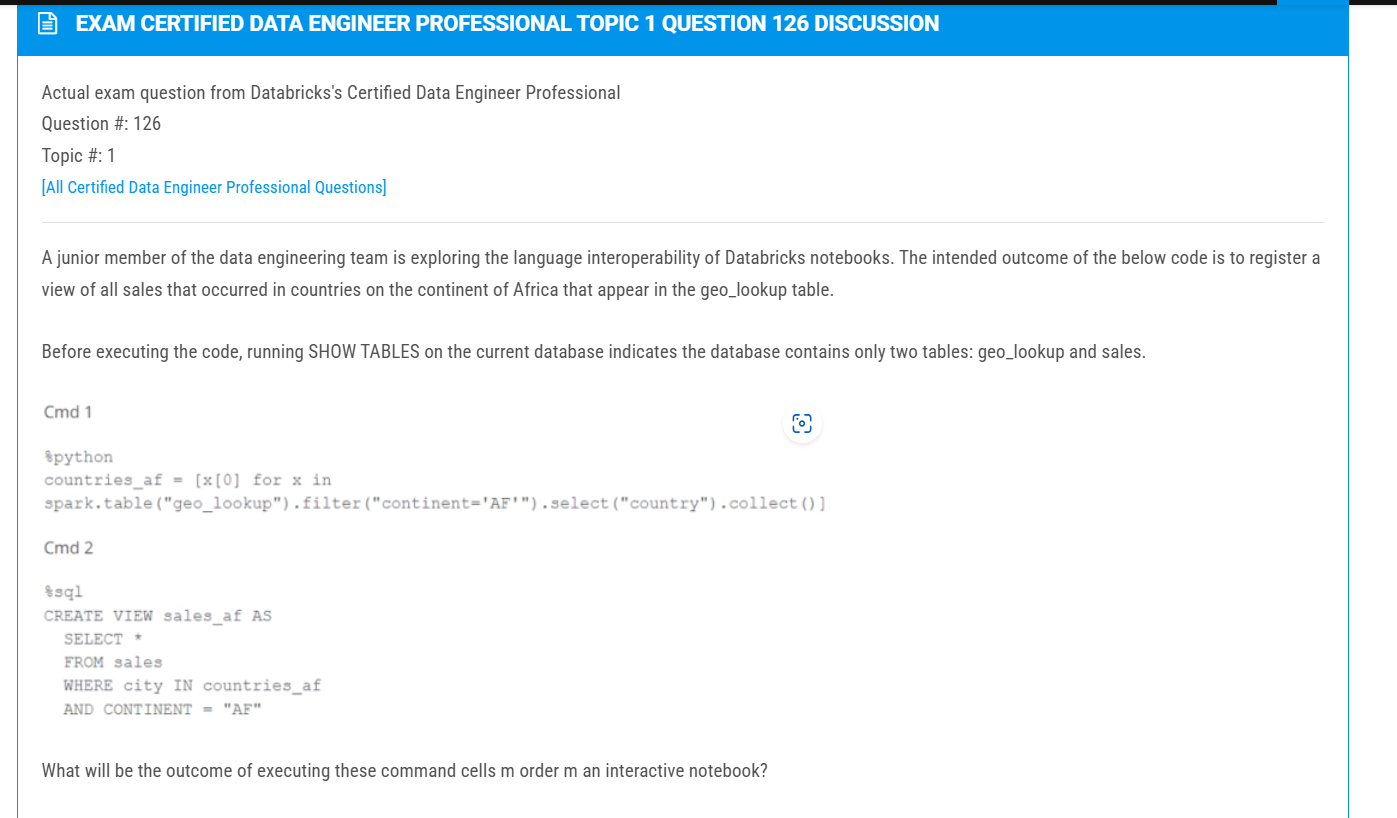 EXAM CERTIFIED DATA ENGINEER PROFESSIONAL TOPIC 1 QUESTION 126 DISCUSSION
Actual exam question from Databricks's Certified Data Engineer Professional
Question #: 126
Topic #: 1
[All Certified Data Engineer Professional Questions]
A junior member of the data engineering team is exploring the language interoperability of Databricks notebooks. The intended outcome of the below code is to register a
view of all sales that occurred in countries on the continent of Africa that appear in the geo_lookup table.
Before executing the code, running SHOW TABLES on the current database indicates the database contains only two tables: geo_lookup and sales.
Cmd 1
%python
countries_af = [x[0] for x in
spark.table("geo_lookup").filter("continent='AF'").select("country").collect()]
Cmd 2
%sql
CREATE VIEW sales_af AS
SELECT *
FROM sales
WHERE city IN countries_af
AND CONTINENT = "AF"
What will be the outcome of executing these command cells m order m an interactive notebook?